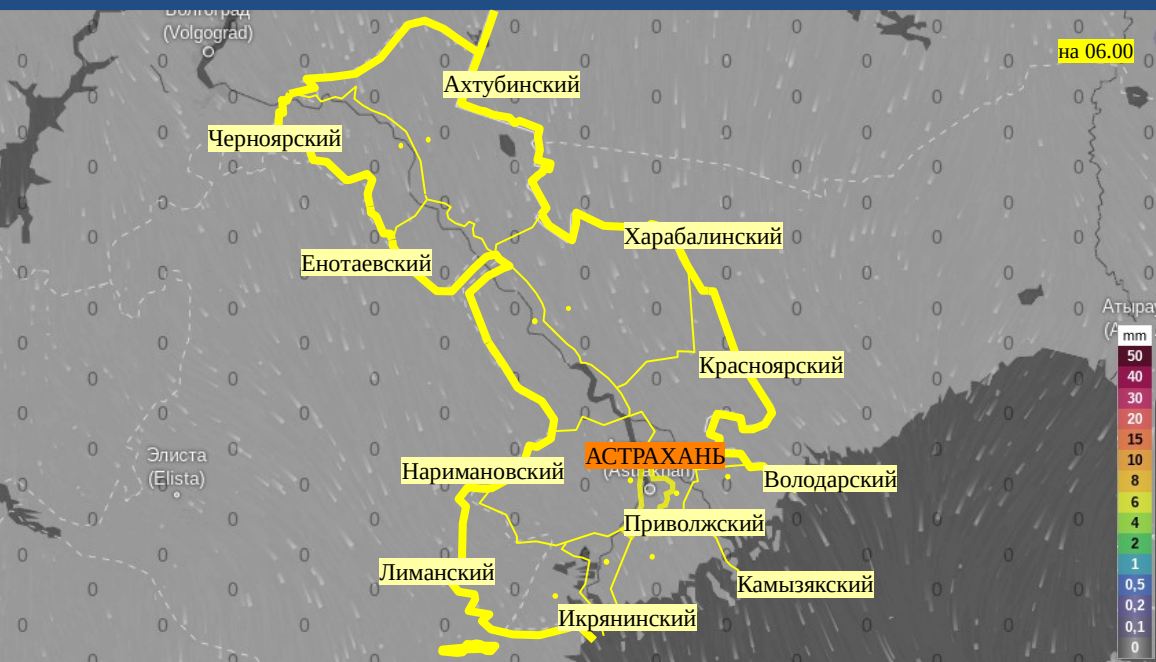 Волгоград
(Volgograd)
на 06.00
Ахтубинский
Черноярский
Харабалинский
Енотаевский
Атырау
mm
50
40
30
20
15
10
8
6
4
2
1
0,5
0,2
0,1
0
Красноярский
Элиста
(Elista)
АСТРАХАНЬ
(Astrakhan)
Наримановский
Володарский
Приволжский
Лиманский
Камызякский
Икрянинский